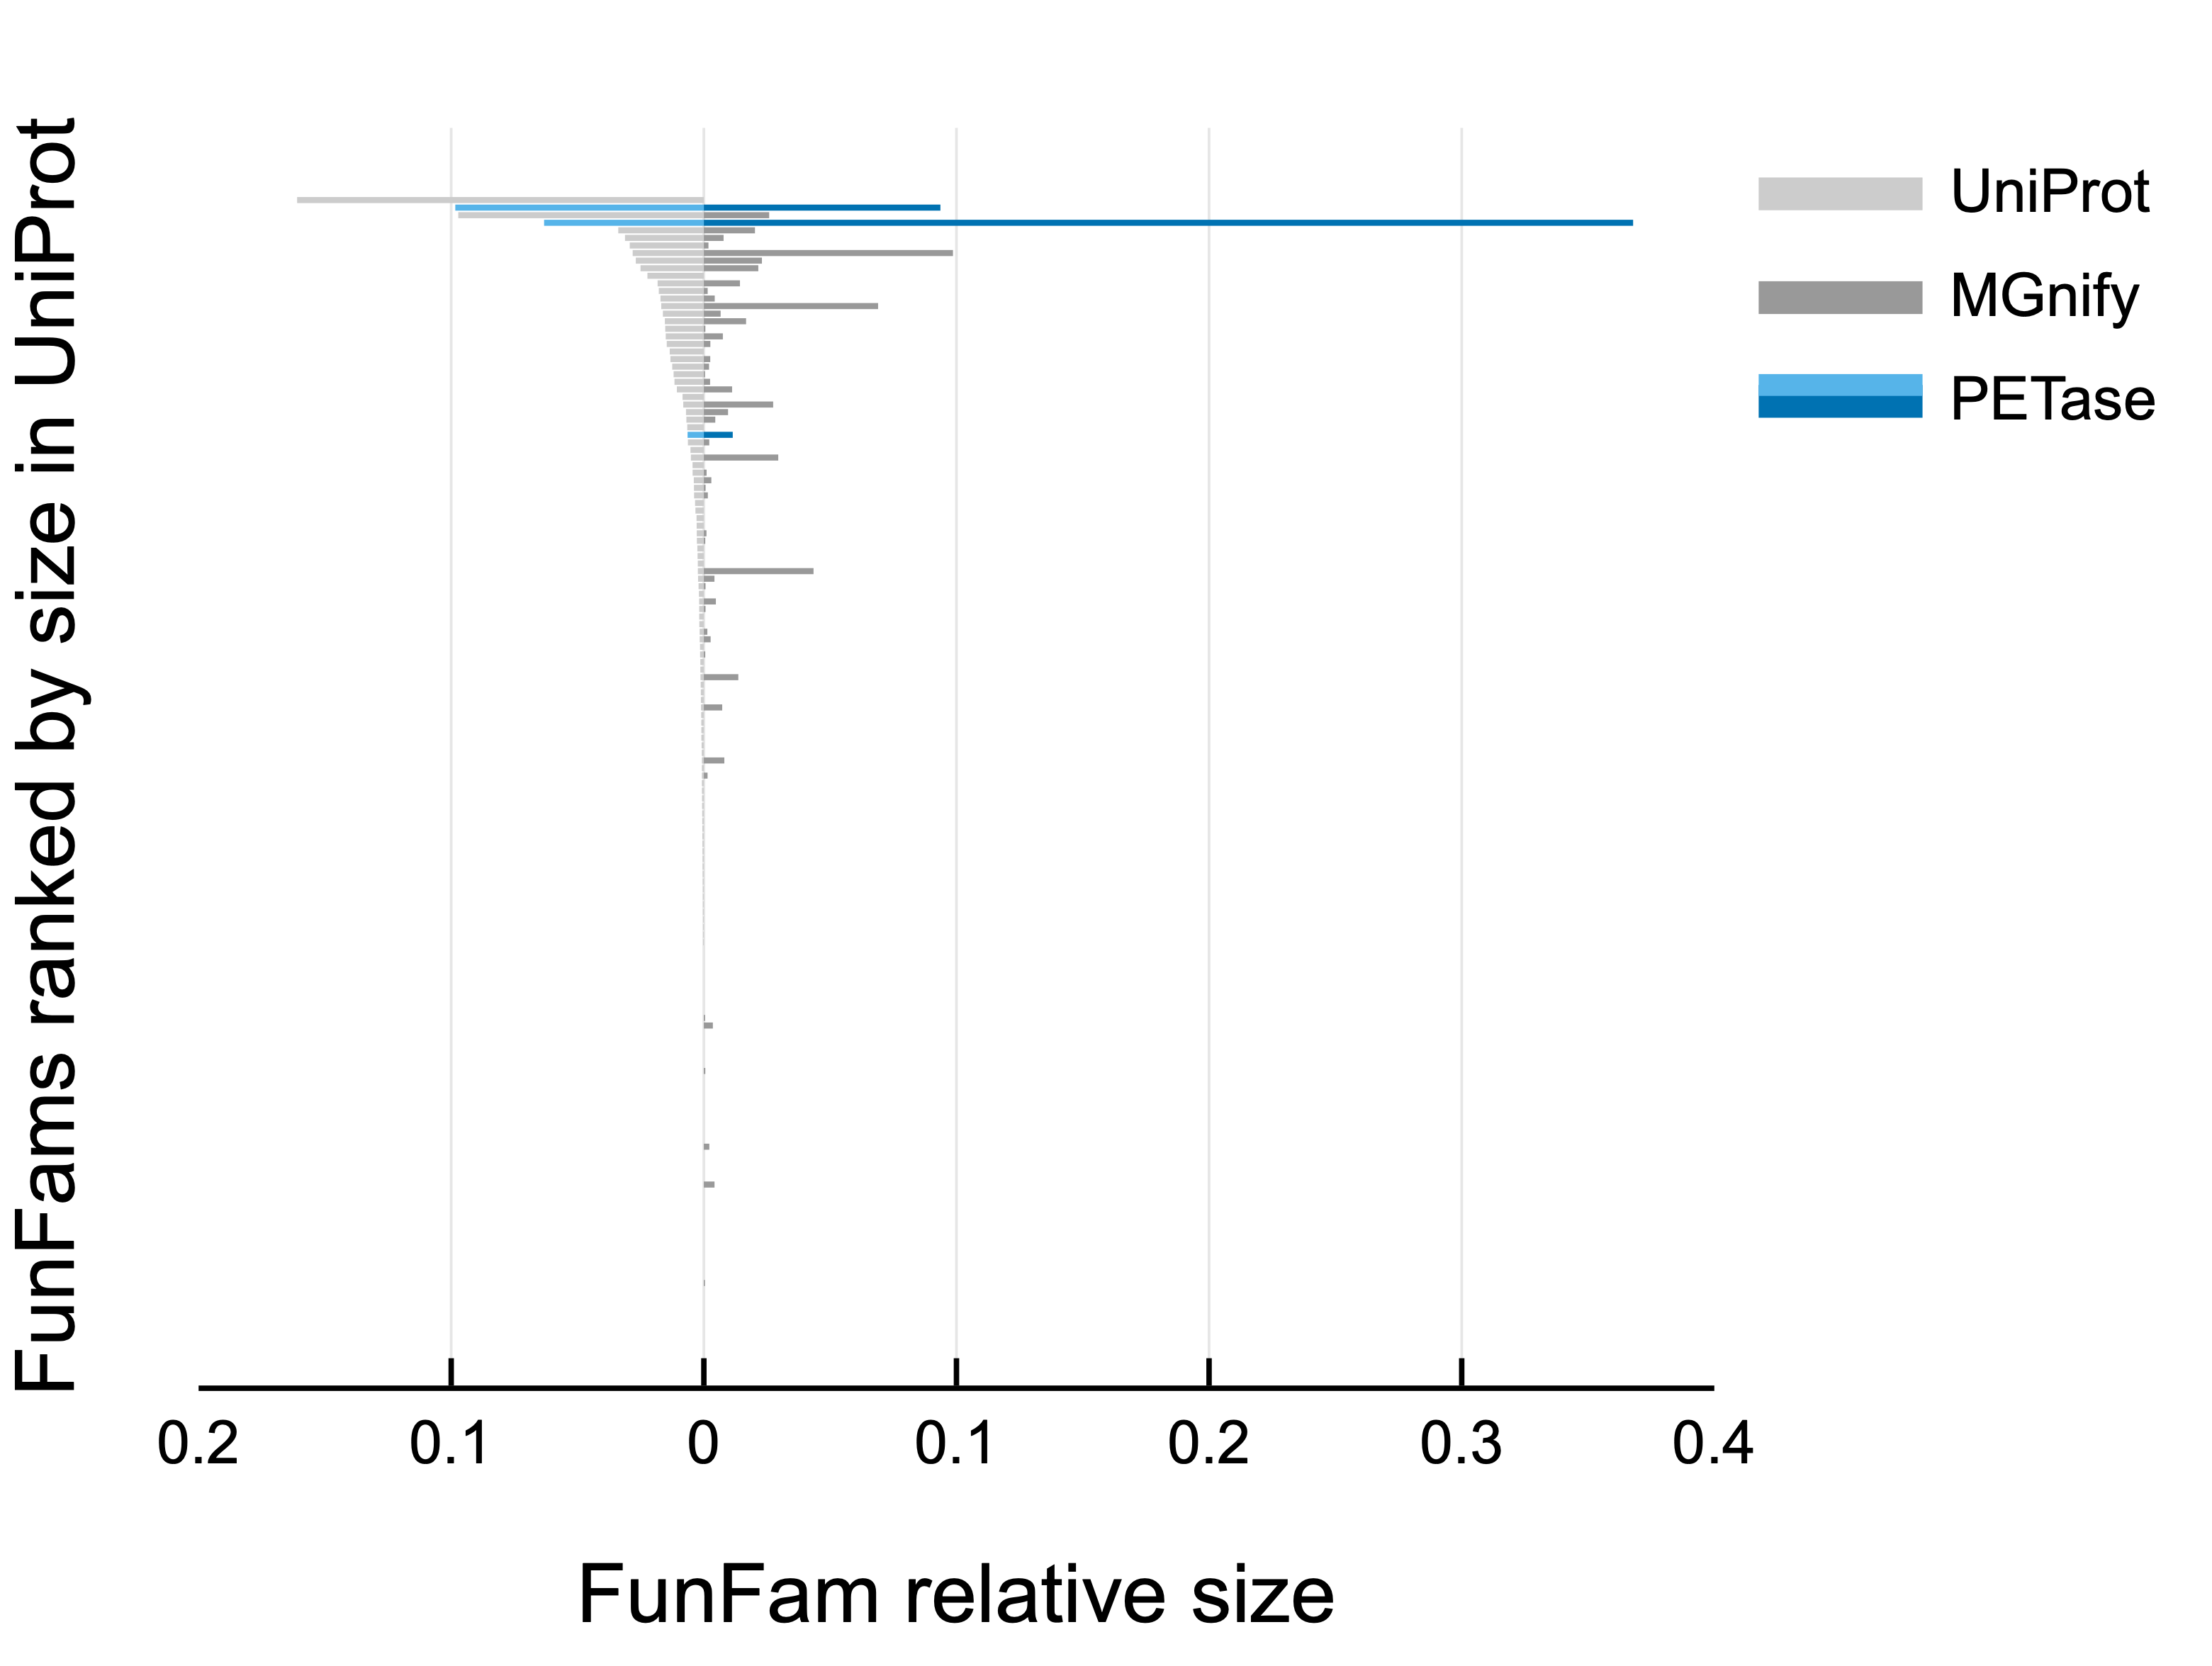 FunFams ranked by size in UniProt
UniProt
MGnify
PETase
0.2 0.1 0 0.1 0.2 0.3 0.4
FunFam relative size